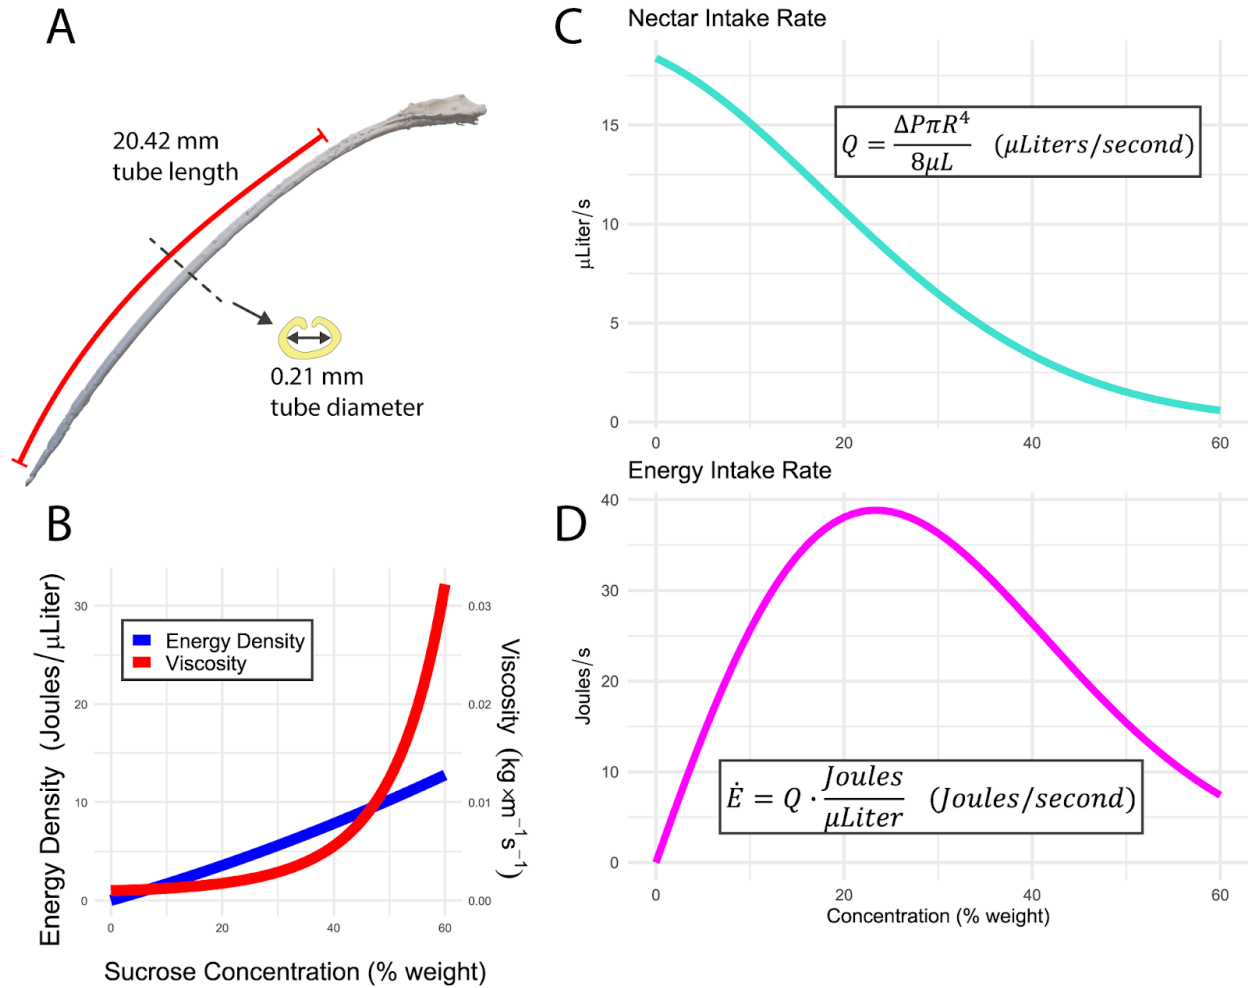 A
20.42 mm
tube length
0.21 mm
tube diameter
B
Energy Density (Joules/μLiter)
30
20
10
0
Energy Density
Viscosity
0.03
0.02
0.01
0.00
Viscosity (kg ×m⁻¹s⁻¹)
0
20
40
60
Sucrose Concentration (% weight)
C
Nectar Intake Rate
μLiter/s
15
10
5
0
Q = ΔPπR⁴ / 8μL (μLiters/second)
0
20
40
60
D
Energy Intake Rate
Joules/s
40
30
20
10
0
Ė = Q · Joules / μLiter (Joules/second)
0
20
40
60
Concentration (% weight)